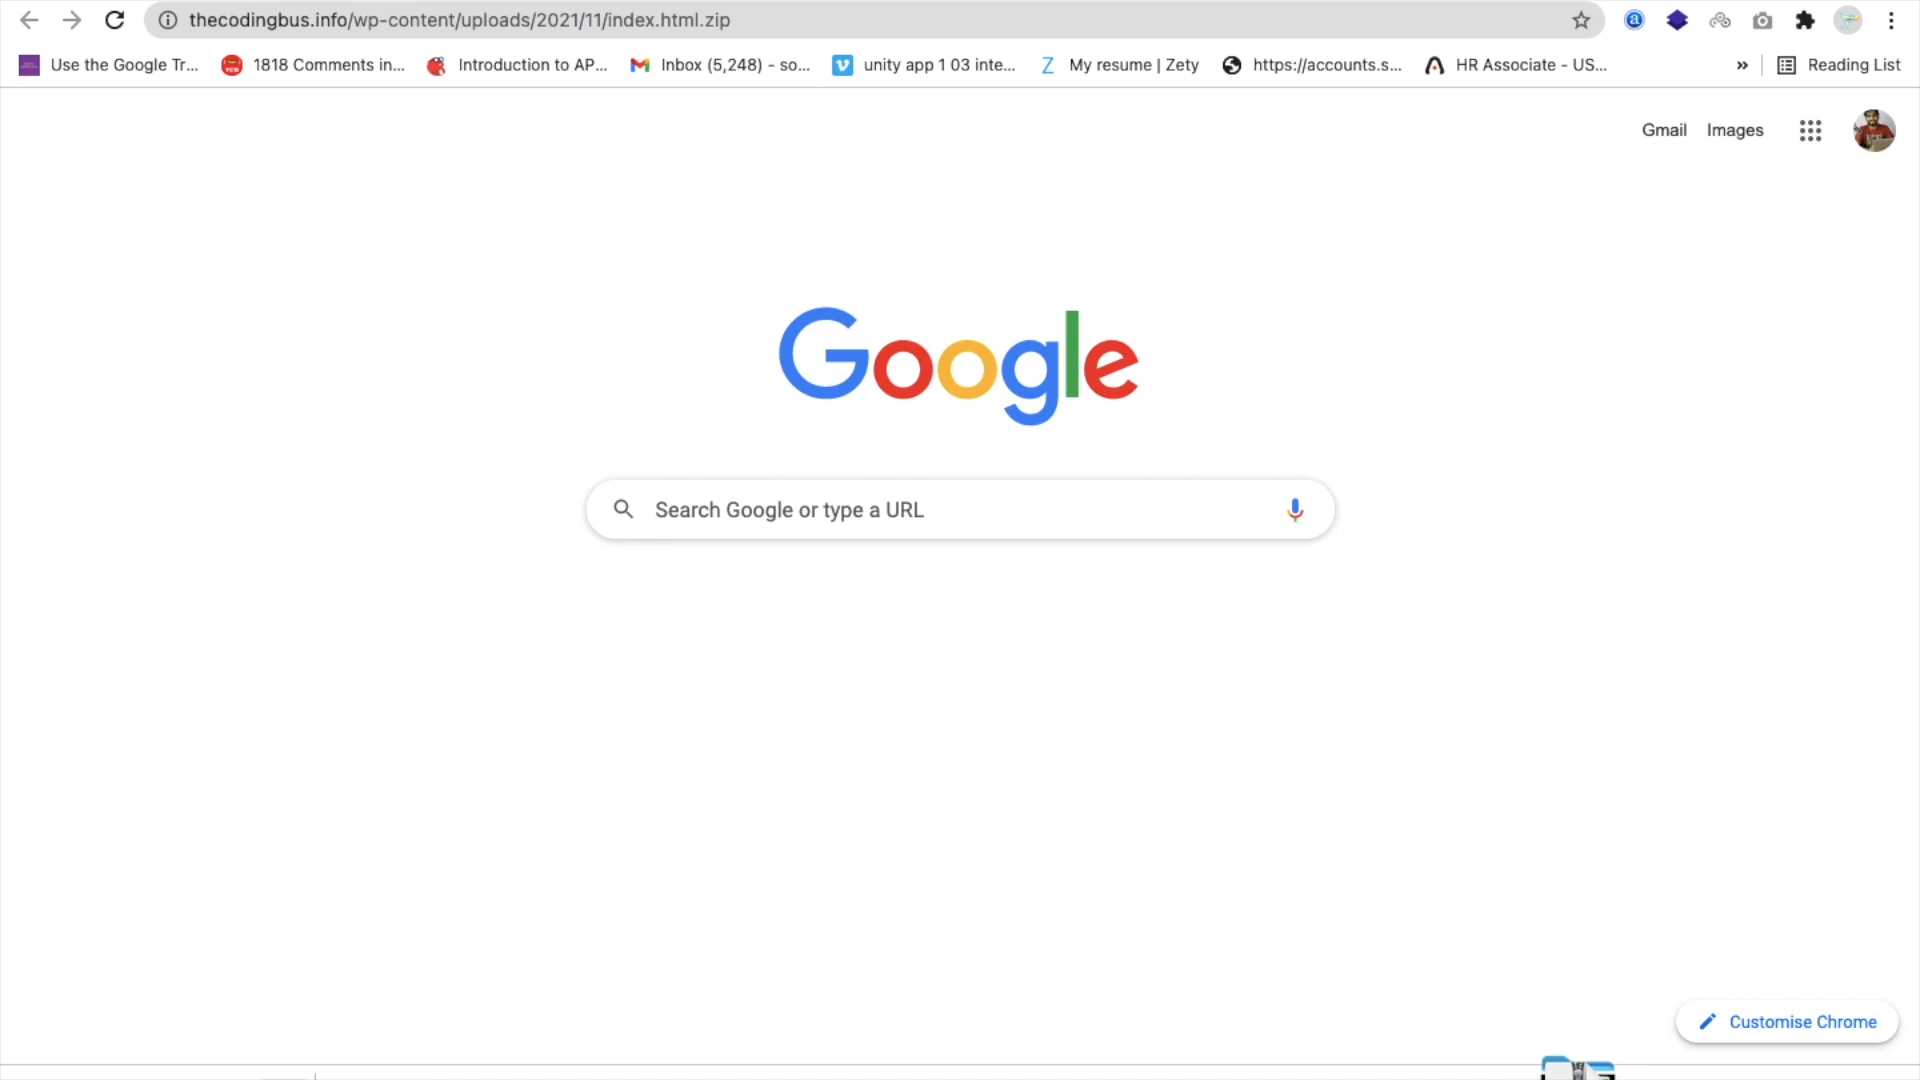 thecodingbus.info/wp-content/uploads/2021/11/index.html.zip
Use the Google Tr... 1818 Comments in... Introduction to AP... Inbox (5,248) - so... unity app 1 03 inte... My resume | Zety https://accounts.s... HR Associate - US... » Reading List
Gmail Images
Google
Search Google or type a URL
Customise Chrome